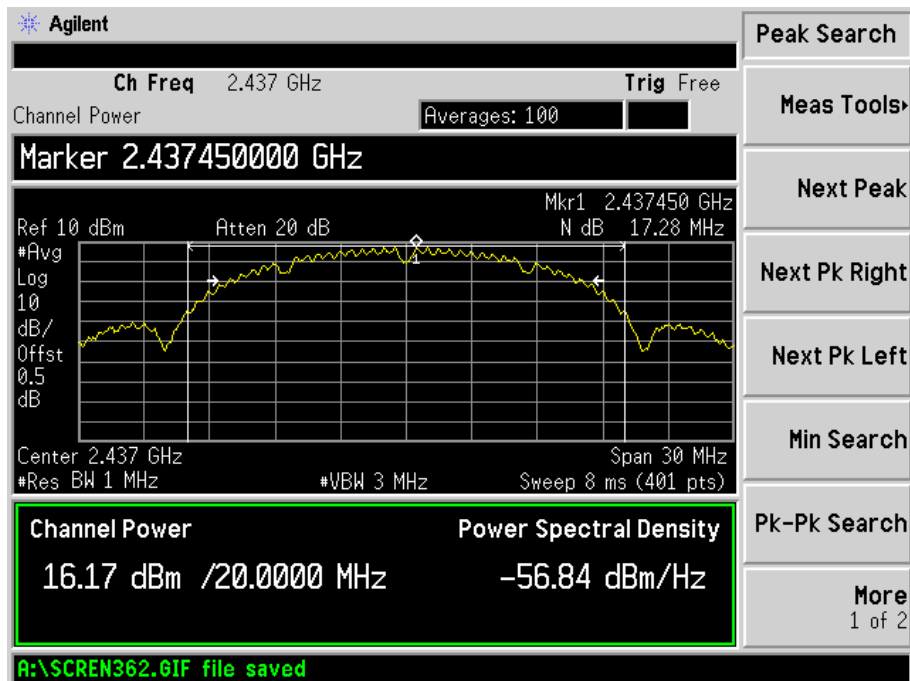 Agilent
Peak Search
Ch Freq 2.437 GHz Trig Free
Channel Power Averages: 100
Meas Tools
Marker 2.437450000 GHz
Next Peak
Mkr1 2.437450 GHz
Ref 10 dBm Atten 20 dB N dB 17.28 MHz
#Avg
Log
10
dB/
Offst
0.5
dB
1
Next Pk Right
Next Pk Left
Min Search
Center 2.437 GHz Span 30 MHz
#Res BW 1 MHz #VBW 3 MHz Sweep 8 ms (401 pts)
Channel Power Power Spectral Density
16.17 dBm /20.0000 MHz -56.84 dBm/Hz
Pk-Pk Search
More
1 of 2
A:\SCREN362.GIF file saved